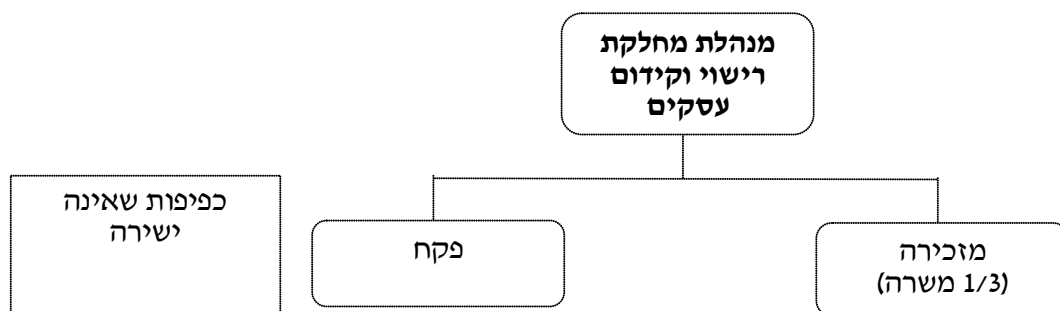 מנהלת מחלקת
רישוי וקידום
עסקים
מזכירה
(1/3 משרה)
פקח
כפיפות שאינה
ישירה